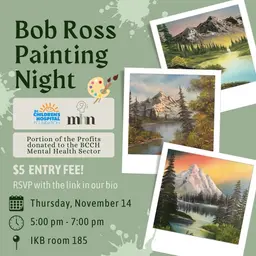 Bob Ross
Painting
Night
BC
CHILDREN'S
HOSPITAL
FOUNDATION
Portion of the Profits
donated to the BCCH
Mental Health Sector
$5 ENTRY FEE!
RSVP with the link in our bio
Thursday, November 14
5:00 pm - 7:00 pm
IKB room 185